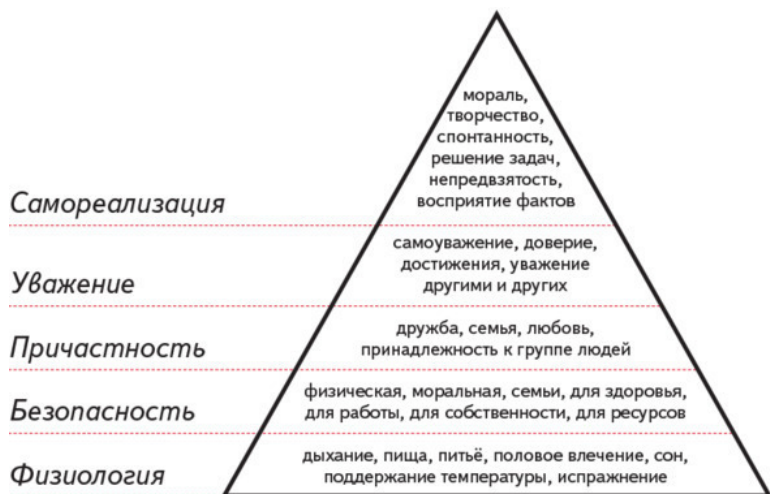 мораль,
творчество,
спонтанность,
решение задач,
непредвзятость,
восприятие фактов
Самореализация
самоуважение, доверие,
достижения, уважение
другими и других
Уважение
дружба, семья, любовь,
принадлежность к группе людей
Причастность
физическая, моральная, семьи, для здоровья,
для работы, для собственности, для ресурсов
Безопасность
дыхание, пища, питьё, половое влечение, сон,
поддержание температуры, испражнение
Физиология